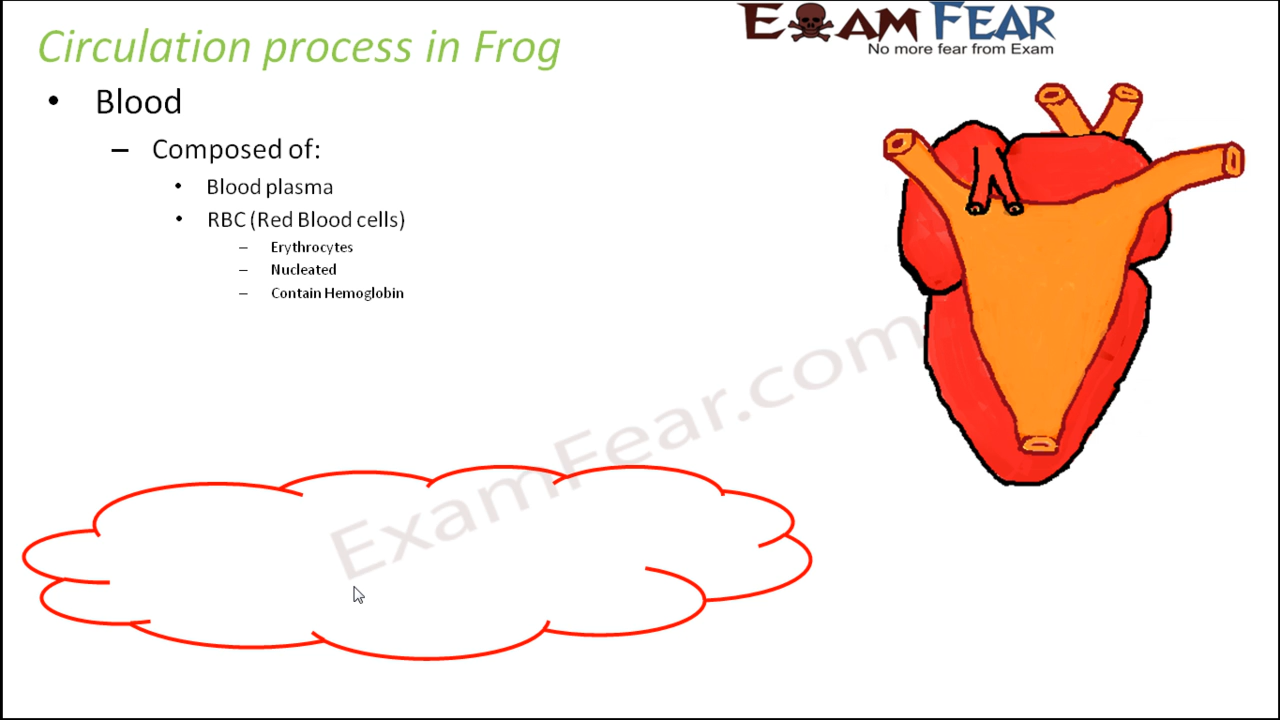 Circulation process in Frog
EXAM FEAR
No more fear from Exam
• Blood
– Composed of:
• Blood plasma
• RBC (Red Blood cells)
– Erythrocytes
– Nucleated
– Contain Hemoglobin
ExamFear.com